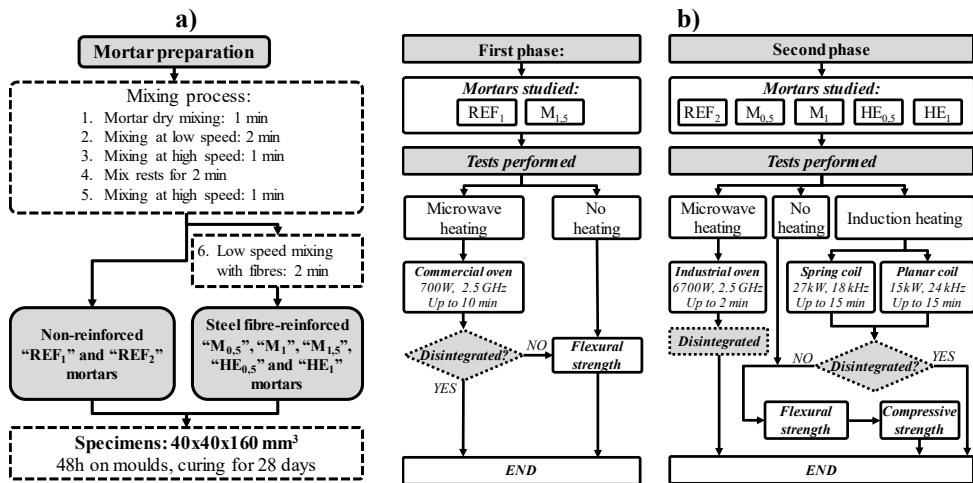 a)
Mortar preparation
Mixing process:
1. Mortar dry mixing: 1 min
2. Mixing at low speed: 2 min
3. Mixing at high speed: 1 min
4. Mix rests for 2 min
5. Mixing at high speed: 1 min
6. Low speed mixing
with fibres: 2 min
Non-reinforced
“REF₁” and “REF₂”
mortars
Steel fibre-reinforced
“M₀,₅”, “M₁”, “M₁,₅”,
“HE₀,₅” and “HE₁”
mortars
Specimens: 40x40x160 mm³
48h on moulds, curing for 28 days
b)
First phase:
Mortars studied:
REF₁ M₁,₅
Tests performed
Microwave
heating
No
heating
Commercial oven
700W, 2.5 GHz
Up to 10 min
Disintegrated?
NO
YES
Flexural
strength
END
Second phase
Mortars studied:
REF₂ M₀,₅ M₁ HE₀,₅ HE₁
Tests performed
Microwave
heating
No
heating
Induction heating
Industrial oven
6700W, 2.5 GHz
Up to 2 min
Spring coil
27kW, 18 kHz
Up to 15 min
Planar coil
15kW, 24 kHz
Up to 15 min
Disintegrated
NO
Disintegrated?
YES
Flexural
strength
Compressive
strength
END